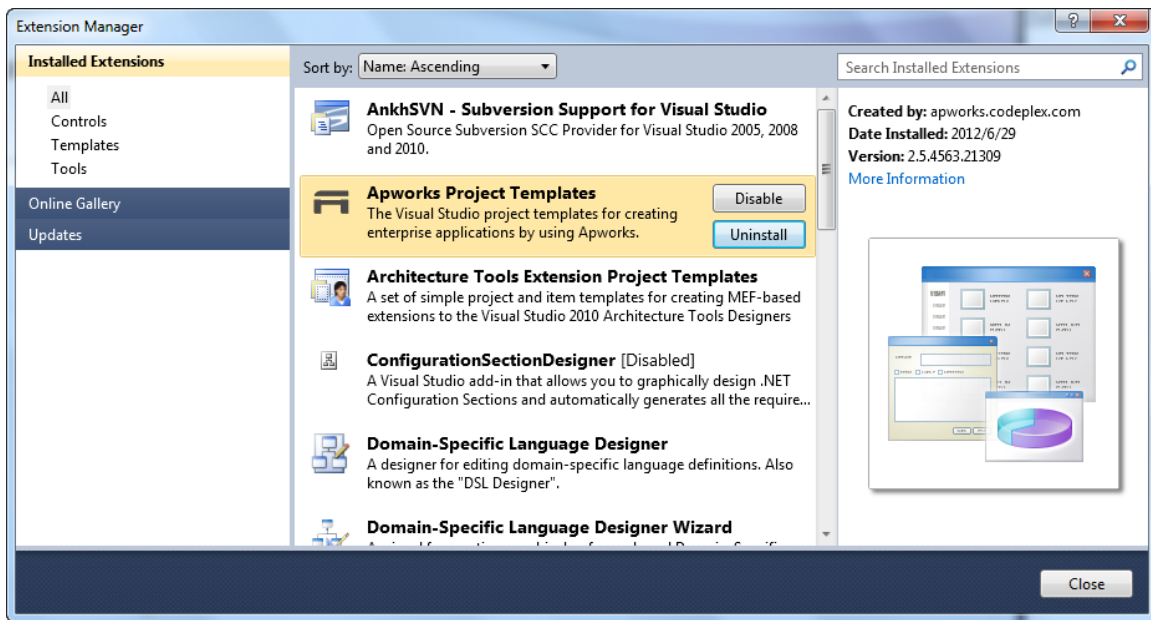 Extension Manager
Installed Extensions
All
Controls
Templates
Tools
Online Gallery
Updates
Sort by: Name: Ascending
AnkhSVN - Subversion Support for Visual Studio
Open Source Subversion SCC Provider for Visual Studio 2005, 2008
and 2010.
Apworks Project Templates
The Visual Studio project templates for creating
enterprise applications by using Apworks.
Disable
Uninstall
Architecture Tools Extension Project Templates
A set of simple project and item templates for creating MEF-based
extensions to the Visual Studio 2010 Architecture Tools Designers
ConfigurationSectionDesigner [Disabled]
A Visual Studio add-in that allows you to graphically design .NET
Configuration Sections and automatically generates all the require...
Domain-Specific Language Designer
A designer for editing domain-specific language definitions. Also
known as the "DSL Designer".
Domain-Specific Language Designer Wizard
Search Installed Extensions
Created by: apworks.codeplex.com
Date Installed: 2012/6/29
Version: 2.5.4563.21309
More Information
Close